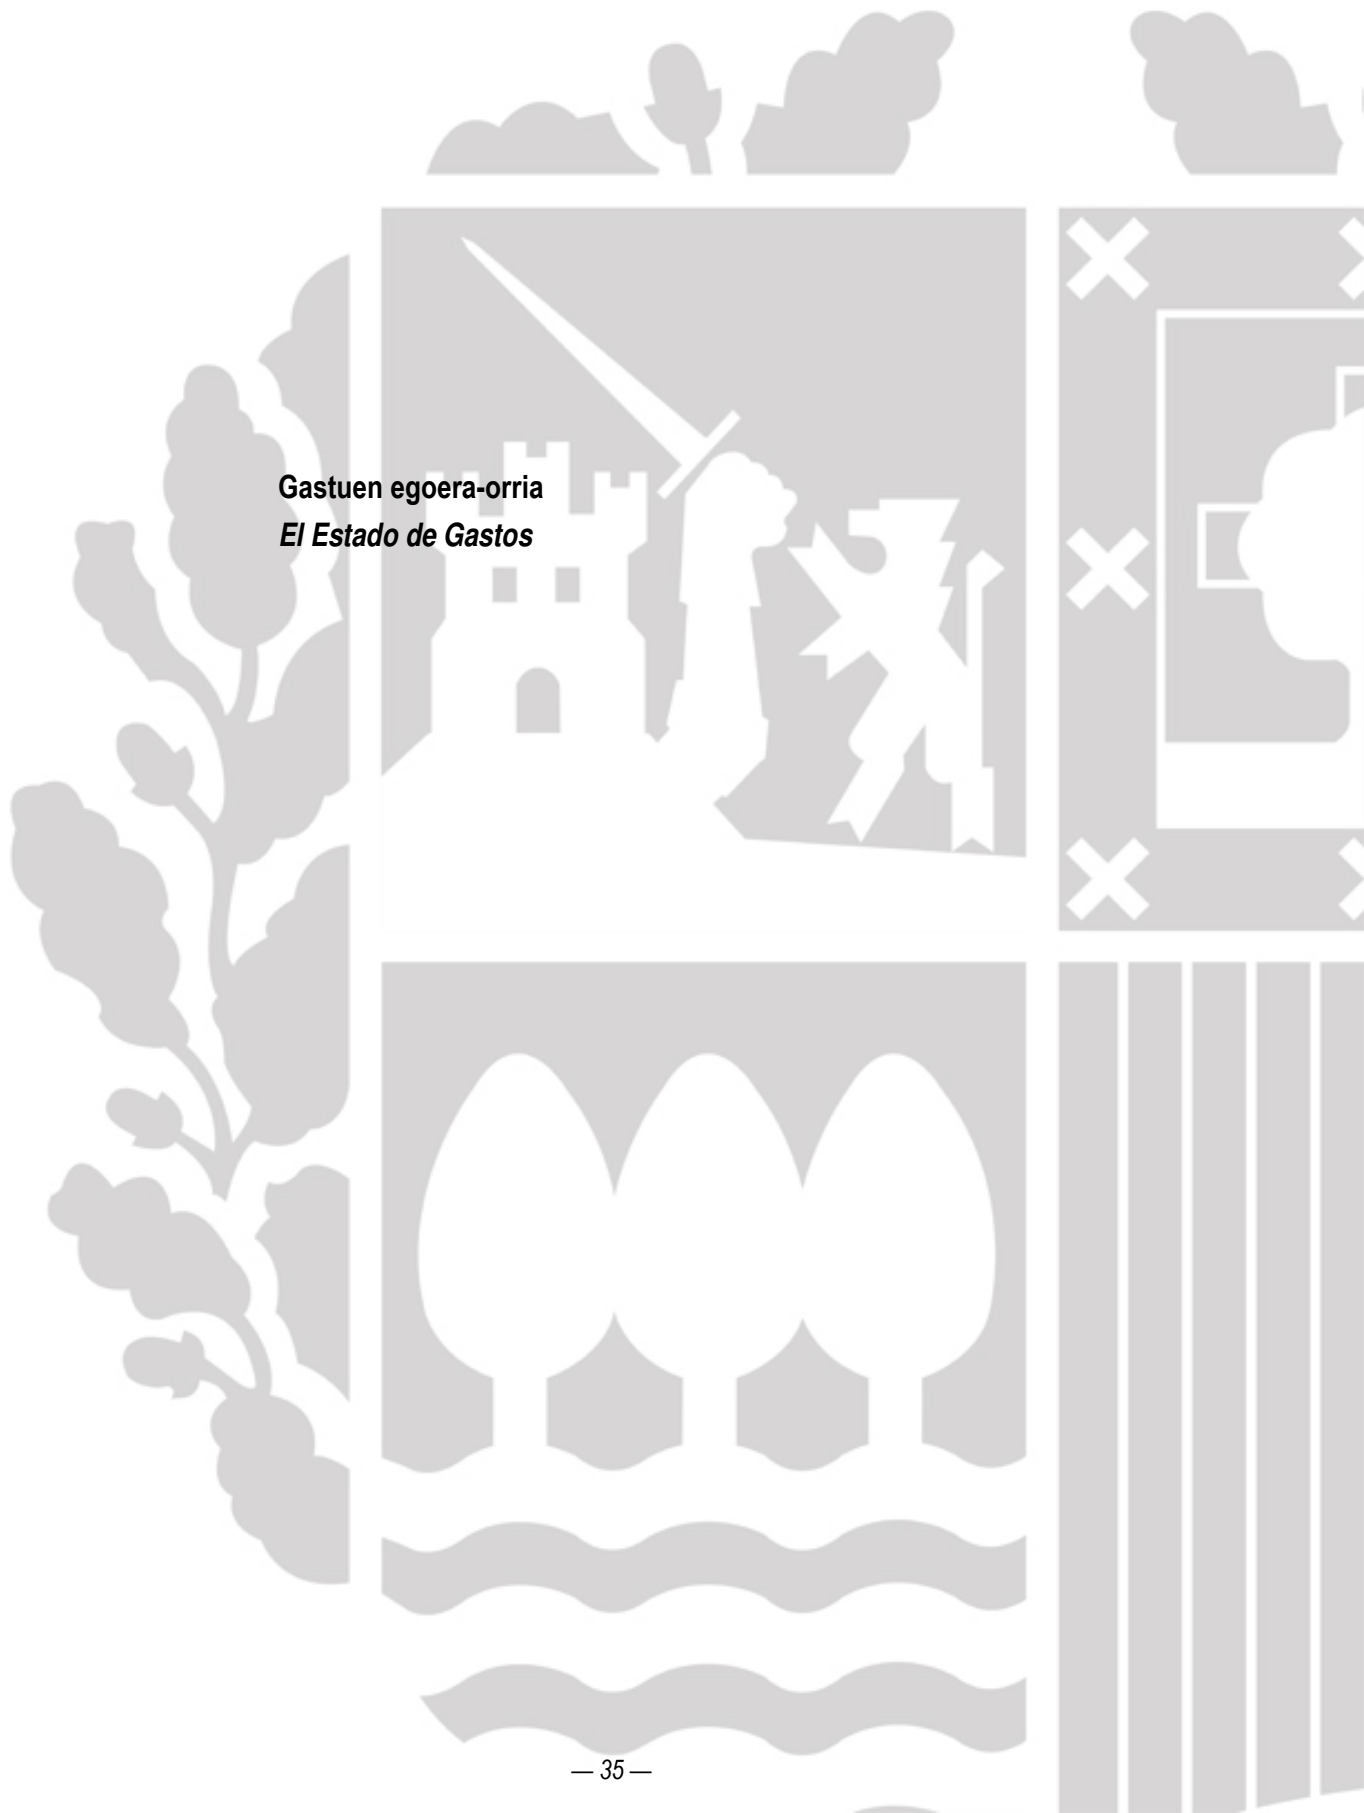 Gastuen egoera-orria
El Estado de Gastos
— 35 —